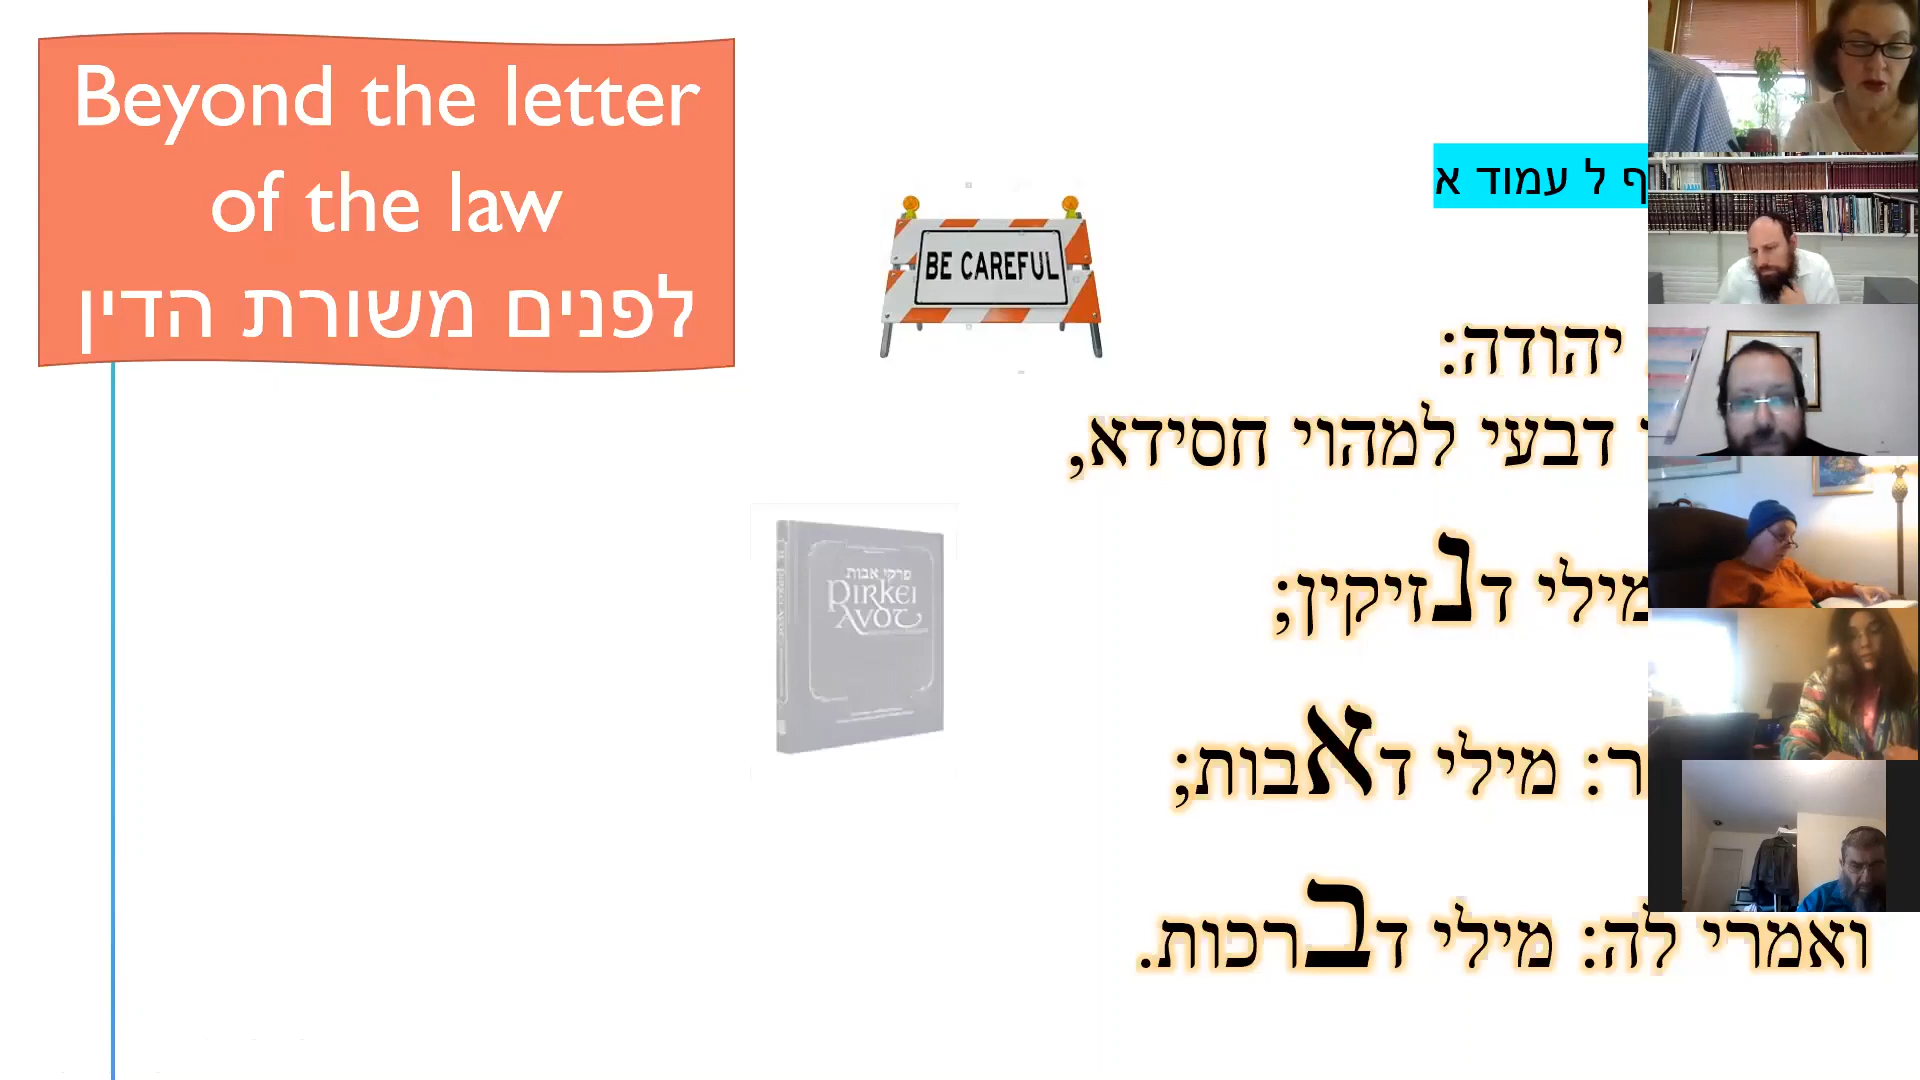 Beyond the letter
of the law
לפנים משורת הדין
BE CAREFUL
ף ל עמוד א
יהודה:
דבעי למהוי חסידא,
מילי דנזיקין;
ר: מילי דאבות;
ואמרי לה: מילי דברכות.
פרקי אבות
PIRKEI
AVOT